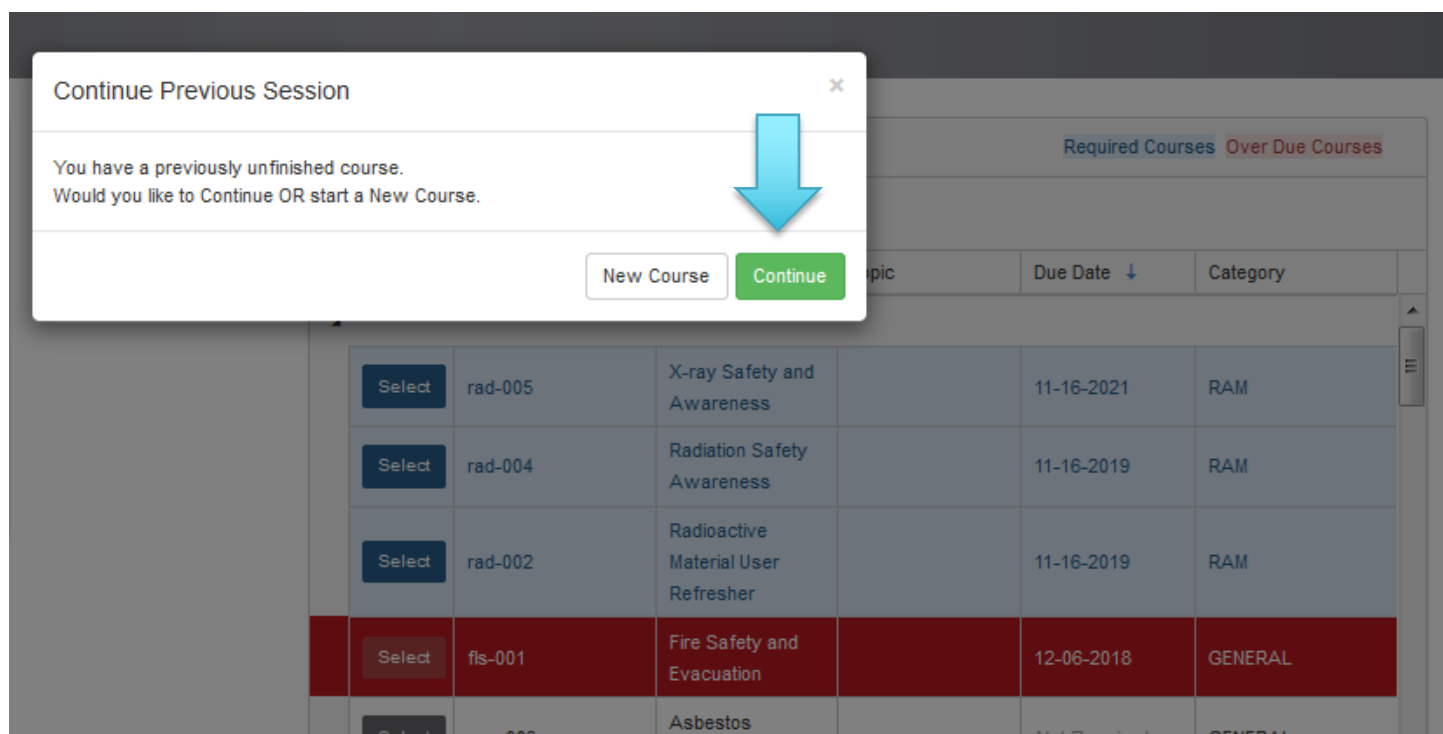 Continue Previous Session ×
You have a previously unfinished course.
Would you like to Continue OR start a New Course.
New Course Continue
Required Courses Over Due Courses
Due Date ↓ Category
Select rad-005 X-ray Safety and Awareness 11-16-2021 RAM
Select rad-004 Radiation Safety Awareness 11-16-2019 RAM
Select rad-002 Radioactive Material User Refresher 11-16-2019 RAM
Select fls-001 Fire Safety and Evacuation 12-06-2018 GENERAL
Asbestos